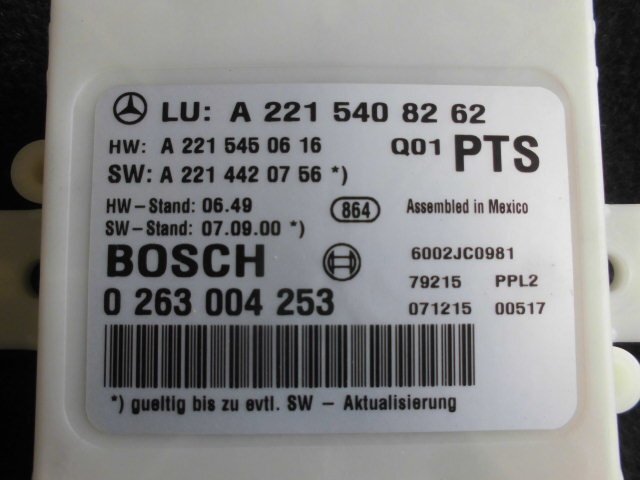 LU: A 221 540 82 62
HW: A 221 545 06 16 Q01 PTS
SW: A 221 442 07 56 *)
HW-Stand: 06.49 864 Assembled in Mexico
SW-Stand: 07.09.00 *)
BOSCH 6002JC0981
79215 PPL2
0 263 004 253 071215 00517
*) gueltig bis zu evtl. SW - Aktualisierung